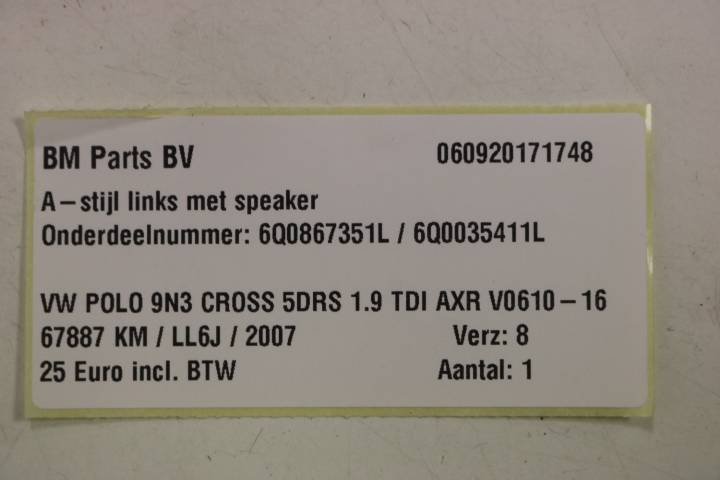 BM Parts BV 060920171748
A-stijl links met speaker
Onderdeelnummer: 6Q0867351L / 6Q0035411L
VW POLO 9N3 CROSS 5DRS 1.9 TDI AXR V0610-16
67887 KM / LL6J / 2007 Verz: 8
25 Euro incl. BTW Aantal: 1